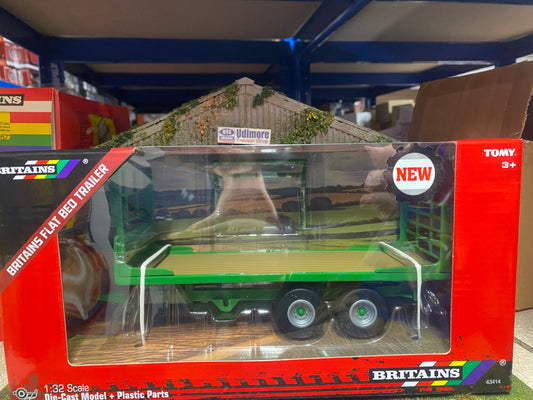 Udimore
BRITAINS
BRITAINS
BRITAINS FLAT BED TRAILER
NEW
TOMY
3+
1:32 Scale
Die-Cast Model + Plastic Parts
BRITAINS
43414